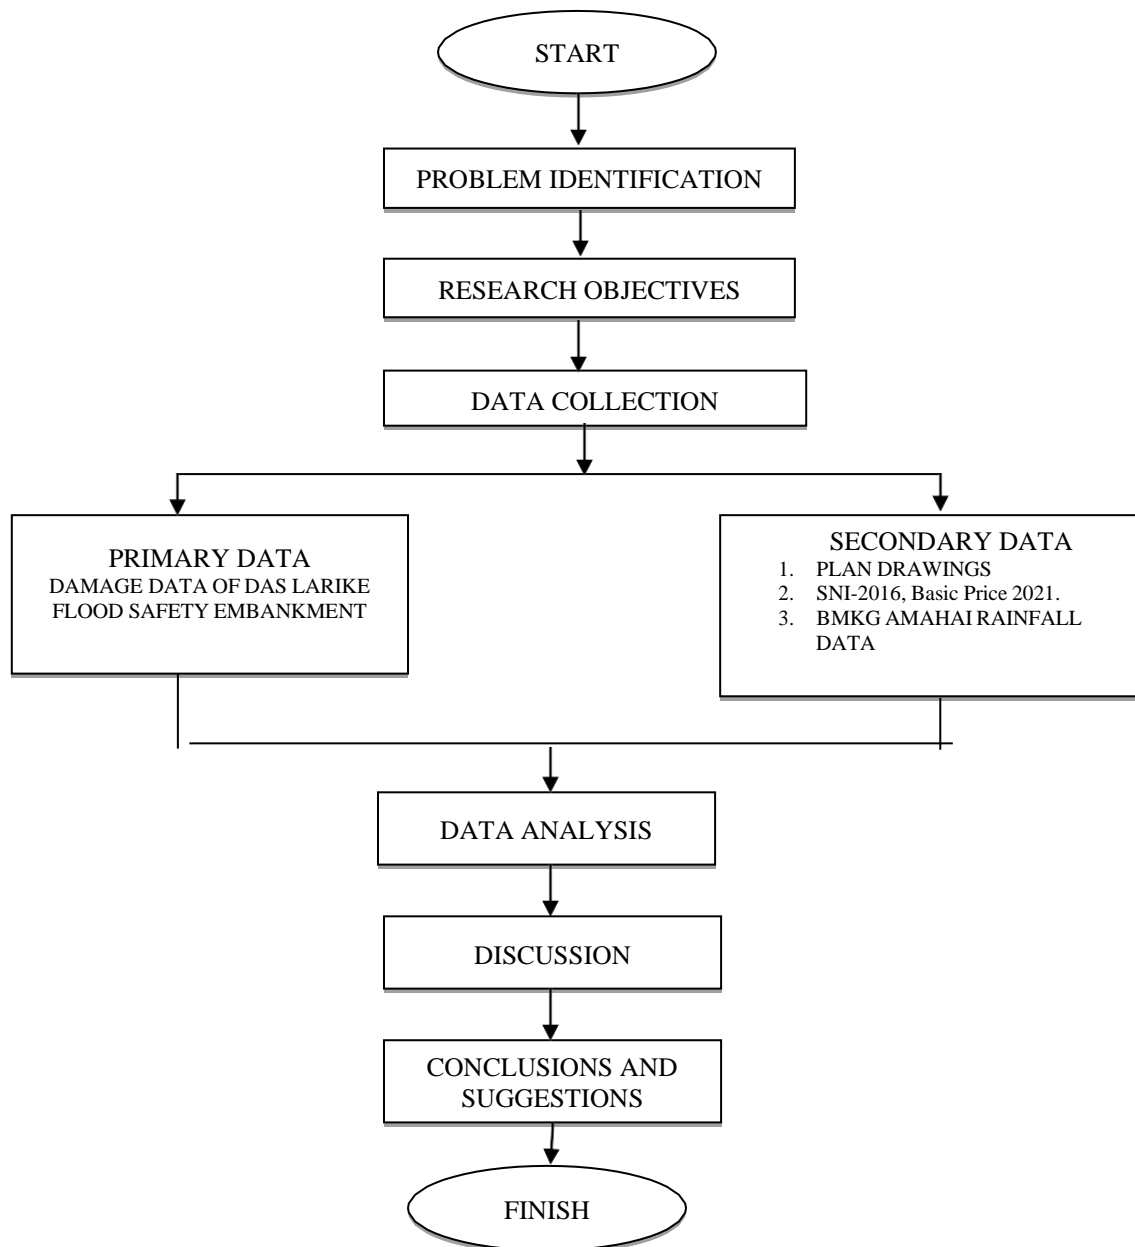 START
PROBLEM IDENTIFICATION
RESEARCH OBJECTIVES
DATA COLLECTION
PRIMARY DATA
DAMAGE DATA OF DAS LARIKE
FLOOD SAFETY EMBANKMENT
SECONDARY DATA
1. PLAN DRAWINGS
2. SNI-2016, Basic Price 2021.
3. BMKG AMAHAI RAINFALL
DATA
DATA ANALYSIS
DISCUSSION
CONCLUSIONS AND
SUGGESTIONS
FINISH